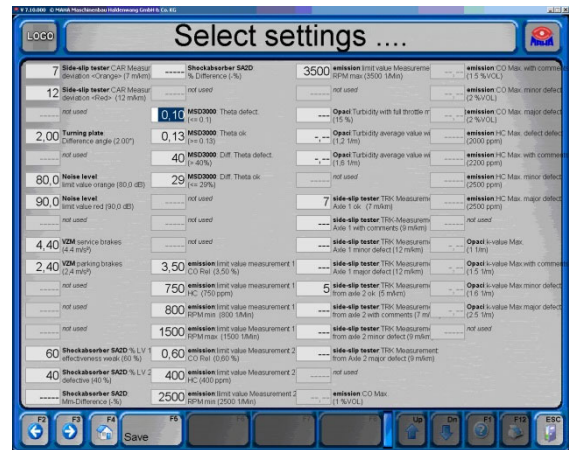 V 7.10.000 © MAHA Maschinenbau Haldenwang GmbH & Co. KG
LOGO
Select settings ....
MAHA
7 Side-slip tester CAR Measur
deviation <Orange> (7 m/km)
12 Side-slip tester CAR Measur
deviation <Red> (12 m/km)
----- not used
2,00 Turning plate
Difference angle (2.00°)
----- not used
80,0 Noise level
limit value orange (80,0 dB)
90,0 Noise level
limit value red (90,0 dB)
----- not used
4,40 VZM service brakes
(4.4 m/s²)
2,40 VZM parking brakes
(2,4 m/s²)
----- not used
----- not used
----- not used
60 Shockabsorber SA2D % LV 1
effectiveness weak (60 %)
40 Shockabsorber SA2D % LV 2
defective (40 %)
----- Shockabsorber SA2D:
Mm-Difference (-%)
----- Shockabsorber SA2D:
% Difference (-%)
----- not used
0,10 MSD3000: Theta defect.
(<= 0.1)
0,13 MSD3000: Theta ok
(>= 0.13)
40 MSD3000: Diff. Theta defect.
(> 40%)
29 MSD3000: Diff. Theta ok
(<= 29%)
----- not used
----- not used
----- not used
3,50 emission limit value measurement 1
CO Rel (3,50 %)
750 emission limit value measurement 1
HC (750 ppm)
800 emission limit value Measurement 1
RPM min (800 1/Min)
1500 emission limit value Measurement 1
RPM max (1500 1/Min)
0,60 emission limit value Measurement 2
CO Rel (0,60 %)
400 emission limit value measurement 2
HC (400 ppm)
2500 emission limit value Measurement 2
RPM min (2500 1/Min)
3500 emission limit value Measureme
RPM max (3500 1/Min)
----- not used
----- Opaci Turbidity with full throttle m
(15 %)
-,-- Opaci Turbidity average value wi
(1,2 1/m)
-,-- Opaci Turbidity average value wi
(1,6 1/m)
----- not used
7 side-slip tester TRK Measurem
Axle 1 ok (7 m/km)
--- side-slip tester TRK Measurem
Axle 1 with comments (9 m/km)
--- side-slip tester TRK Measurem
Axle 1 minor defect (12 m/km)
--- side-slip tester TRK Measurem
Axle 1 major defect (12 m/km)
5 side-slip tester TRK Measurem
from axle 2 ok (5 m/km)
--- side-slip tester TRK Measurem
from axle 2 with comments (7 m/
--- side-slip tester TRK Measurem
from axle 2 minor defect (9 m/km
--- side-slip tester TRK Measurement:
from axle 2 major defect (9 m/km)
----- not used
--,-- emission CO Max.
(1 %VOL)
--,-- emission CO Max. with comme
(1.5 %VOL)
--,-- emission CO Max. minor defec
(2 %VOL)
--,-- emission CO Max. major defec
(2 %VOL)
----- emission HC Max. defect defec
(2000 ppm)
----- emission HC Max. with comme
(2200 ppm)
----- emission HC Max. minor defect
(2500 ppm)
----- emission HC Max. major defect
(2500 ppm)
----- not used
-,-- Opaci k-value Max.
(1 1/m)
-,-- Opaci k-value Max. with commen
(1.5 1/m)
-,-- Opaci k-value Max. minor defect
(1.6 1/m)
-,-- Opaci k-value Max. major defect
(2.5 1/m)
----- not used
F2 F3 F4 F5 Up Dn F1 F12 ESC
Save